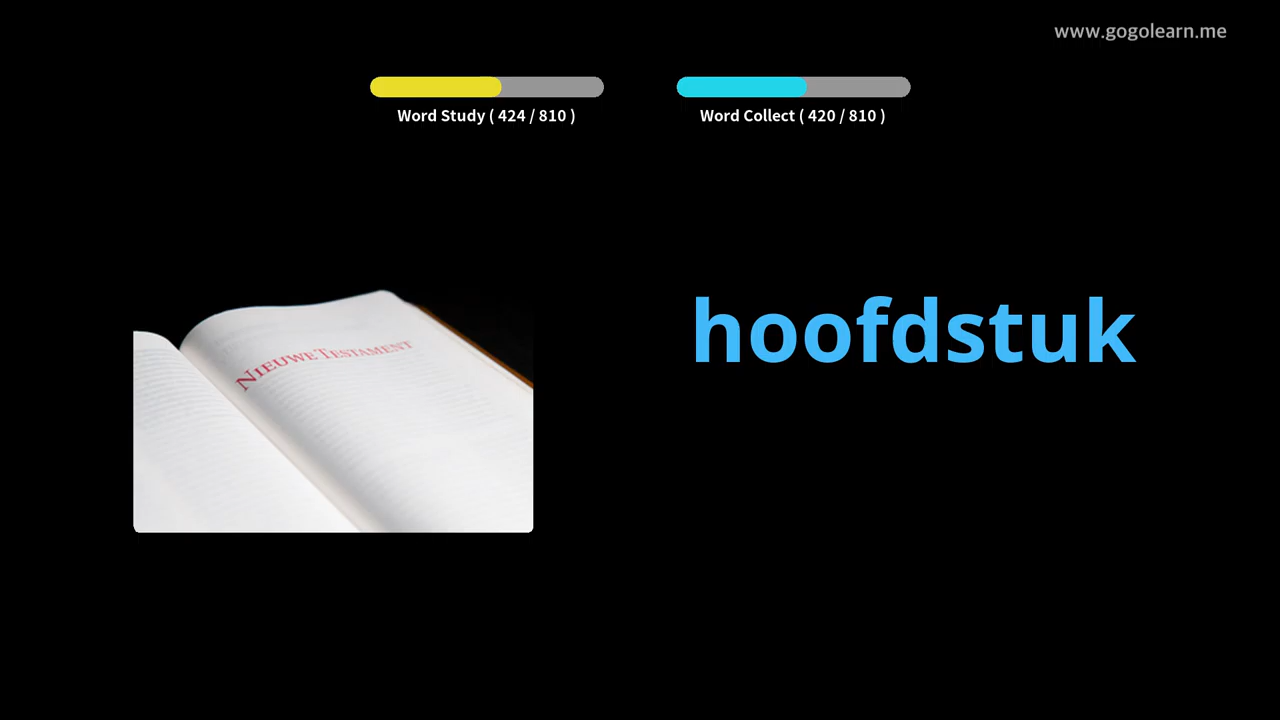 www.gogolearn.me
Word Study ( 424 / 810 )
Word Collect ( 420 / 810 )
NIEUWE TESTAMENT
hoofdstuk